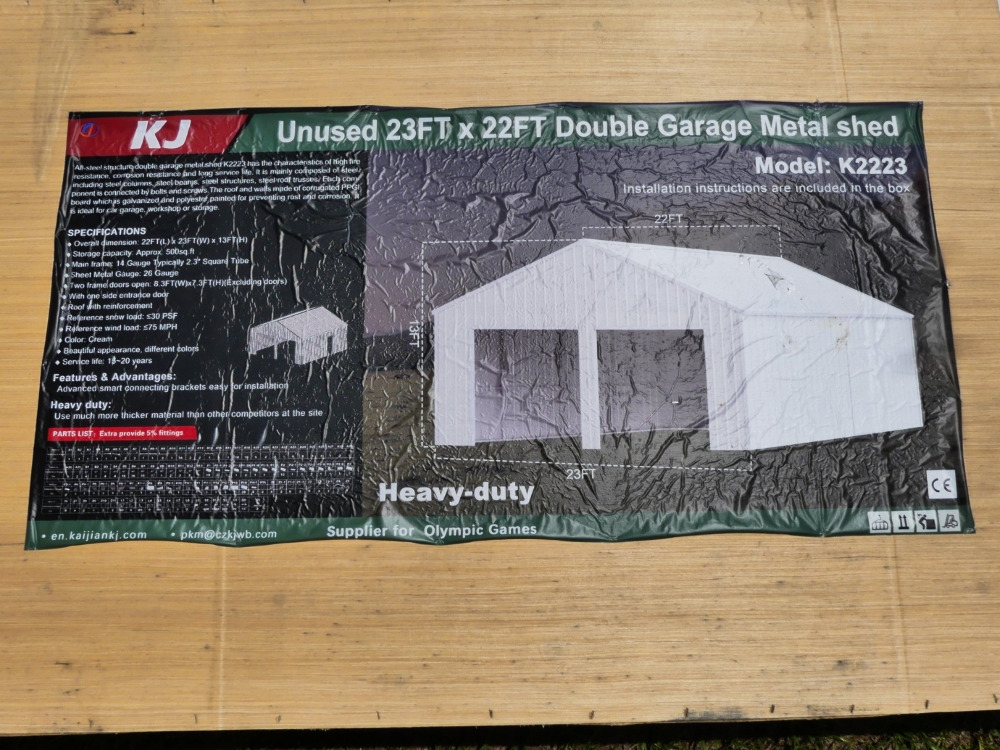 KJ
Unused 23FT x 22FT Double Garage Metal shed
All-steel structure double garage metal shed K2223 has the characteristics of high fire
resistance, corrosion resistance and long service life. It is mainly composed of steel
including steel columns, steel beams, steel structures, steel roof trusses. Each com
ponent is connected by bolts and screws. The roof and walls made of corrugated PPGI
board which is galvanized and polyester painted for preventing rost and corrosion. It
is ideal for car garage, workshop or storage.
SPECIFICATIONS
Overall dimension: 22FT(L) x 23FT(W) x 13FT(H)
Storage capacity: Approx. 500sq.ft
Main frame: 14 Gauge Typically 2.3" Square Tube
Sheet Metal Gauge: 26 Gauge
Two frame doors open: 8.3FT(W)x7.3FT(H)(Excluding doors)
With one side entrance door
Roof with reinforcement
Reference snow load: ≤30 PSF
Reference wind load: ≤75 MPH
Color: Cream
Beautiful appearance, different colors
Service life: 15~20 years
Features & Advantages:
Advanced smart connecting brackets easy for installation
Heavy duty:
Use much more thicker material than other competitors at the site
PARTS LIST: Extra provide 5% fittings
Model: K2223
Installation instructions are included in the box
22FT
13FT
23FT
Heavy-duty
CE
• en.kaijiankj.com • pkm@czkjwb.com Supplier for Olympic Games